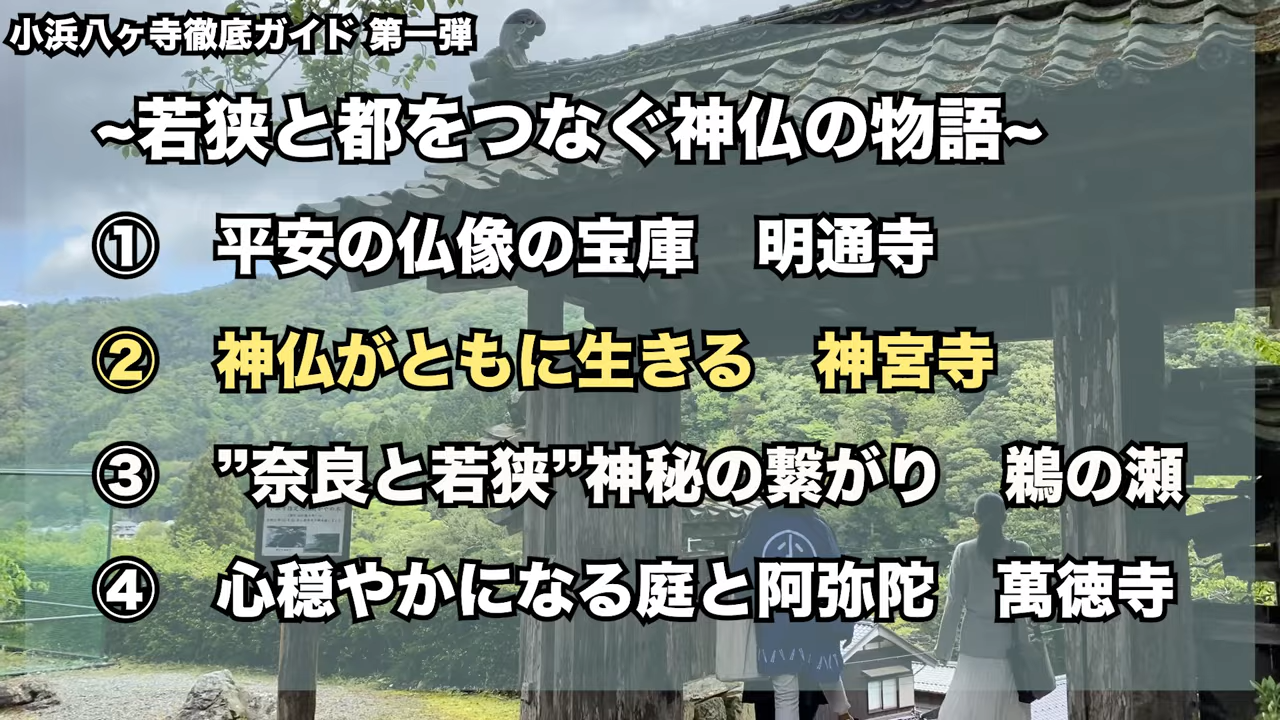 小浜八ヶ寺徹底ガイド 第一弾
~若狭と都をつなぐ神仏の物語~
① 平安の仏像の宝庫 明通寺
② 神仏がともに生きる 神宮寺
③ ”奈良と若狭”神秘の繋がり 鵜の瀬
④ 心穏やかになる庭と阿弥陀 萬徳寺
小